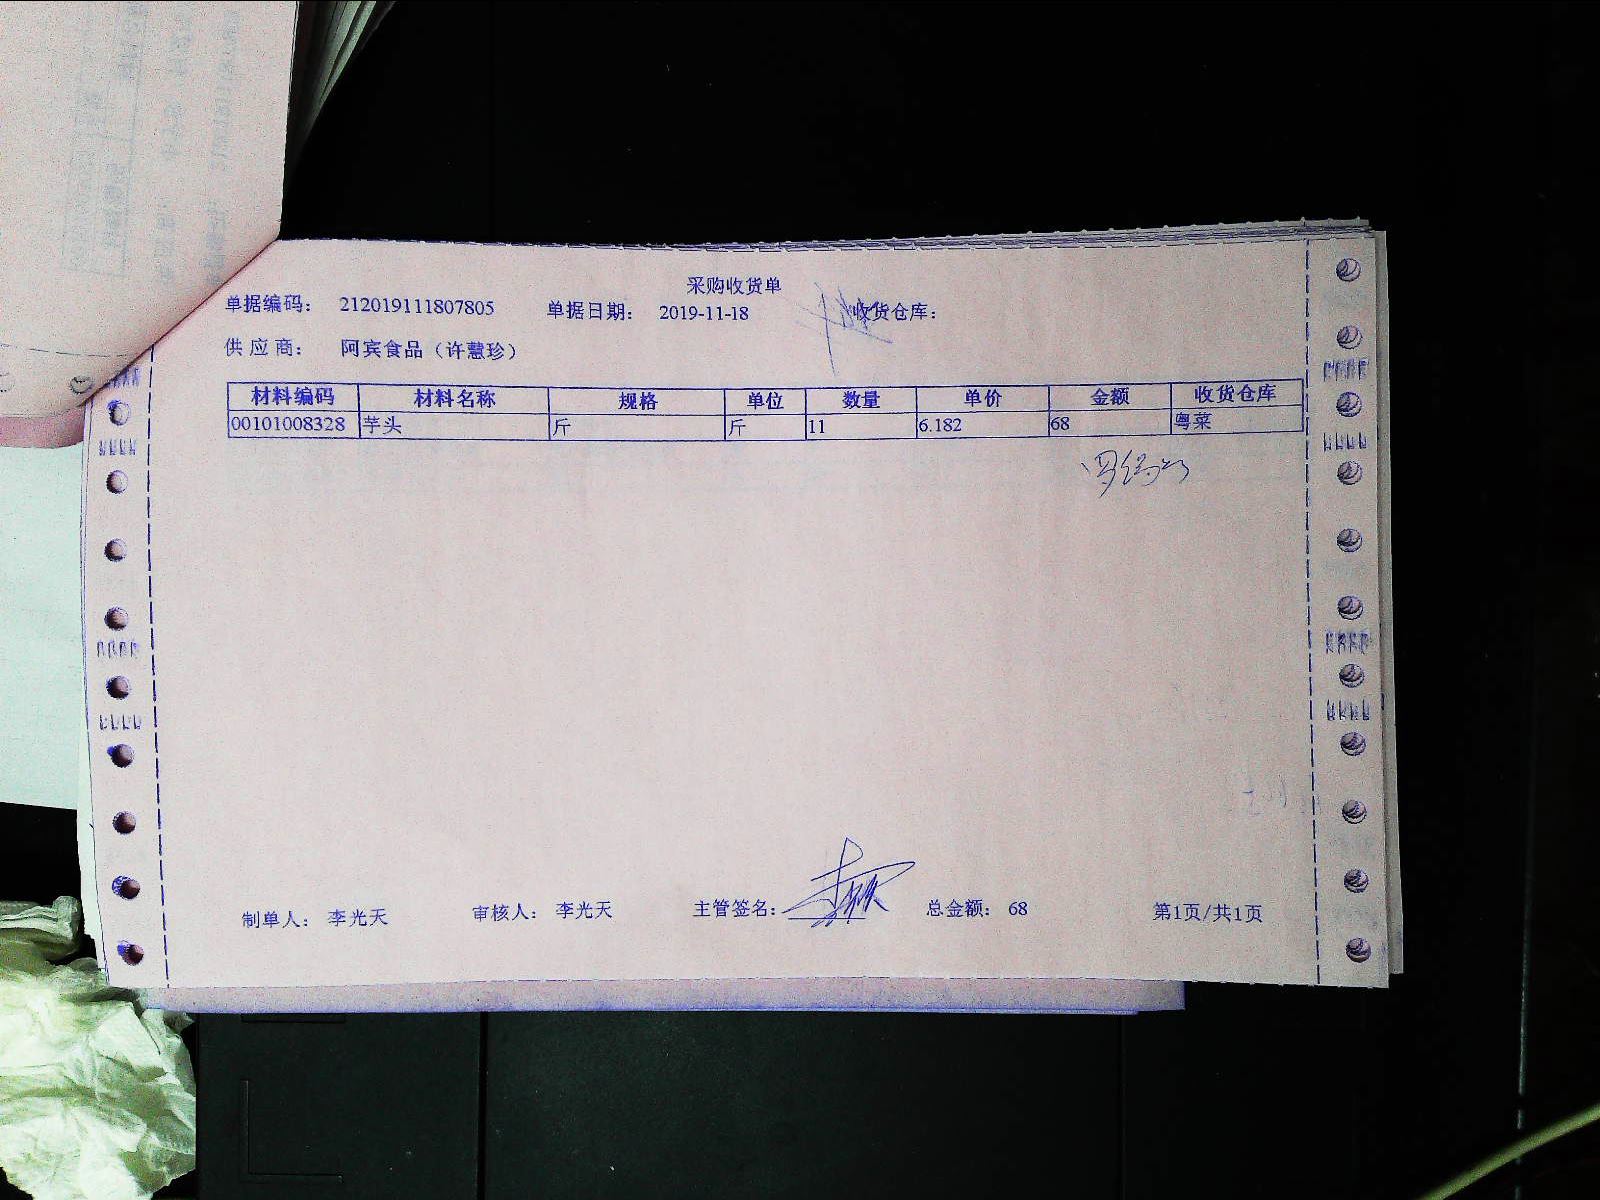 采购收货单
单据编码： 212019111807805 单据日期： 2019-11-18 收货仓库：
供应商： 阿宾食品（许慧珍）
材料编码 材料名称 规格 单位 数量 单价 金额 收货仓库
00101008328 芋头 斤 斤 11 6.182 68 粤菜
制单人： 李光天 审核人： 李光天 主管签名： 总金额： 68 第1页/共1页